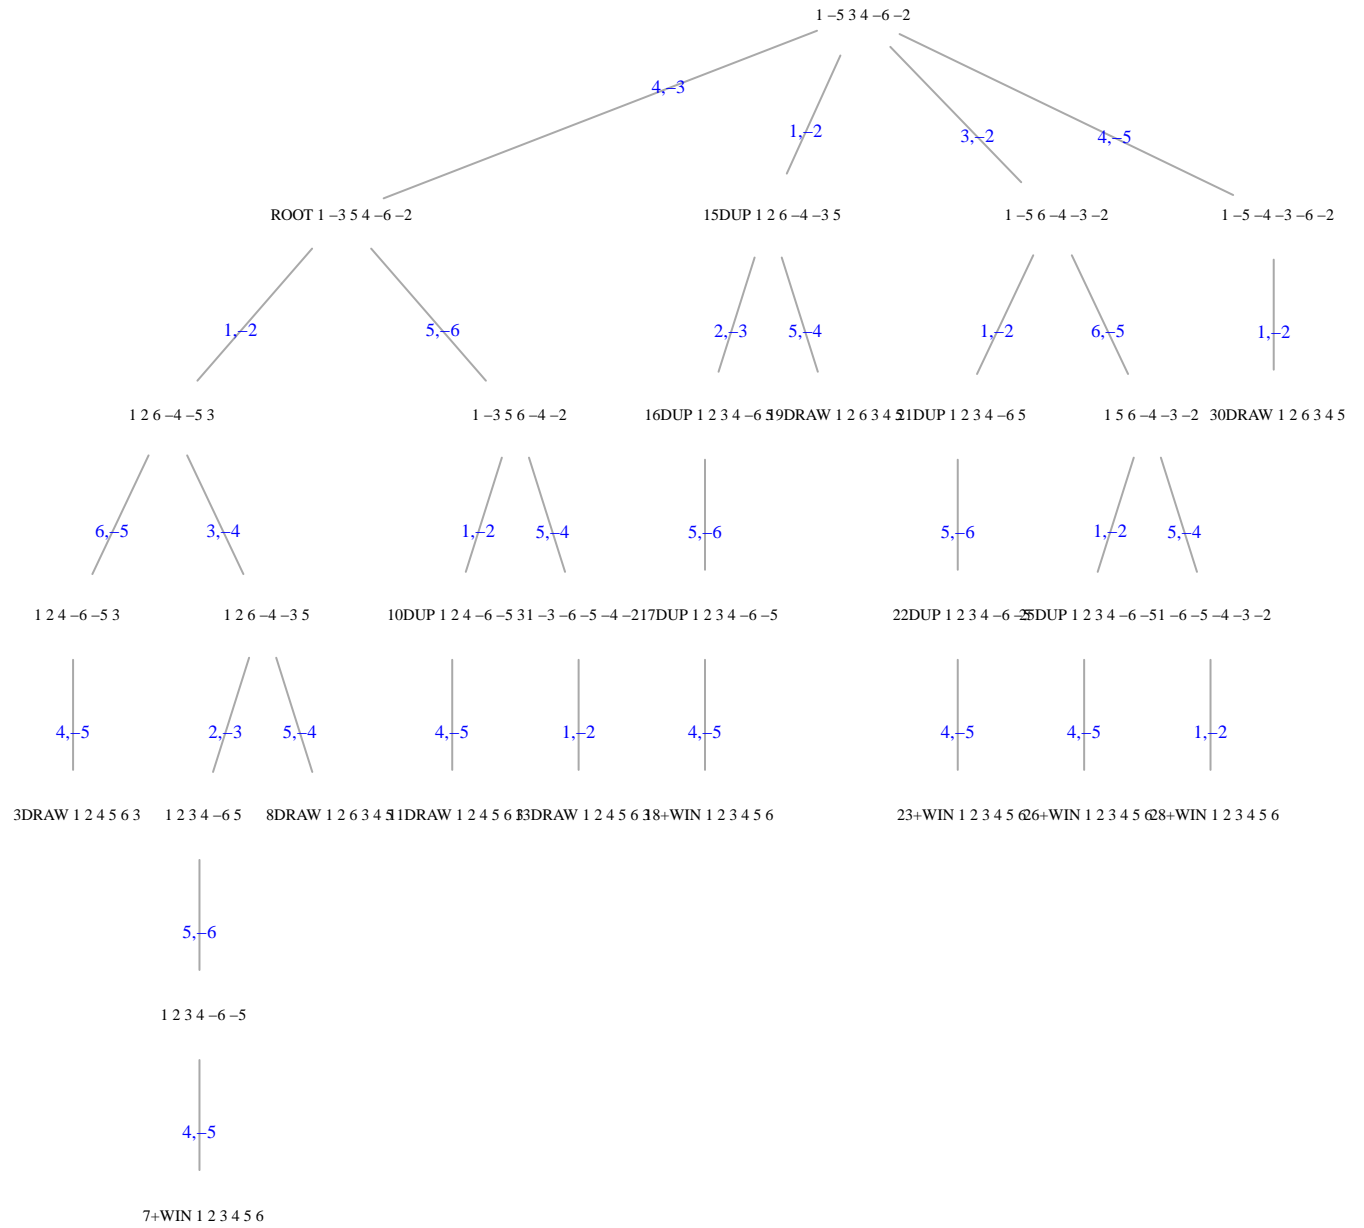 1 –5 3 4 –6 –2
4,–3
1,–2
3,–2
4,–5
ROOT 1 –3 5 4 –6 –2
15DUP 1 2 6 –4 –3 5
1 –5 6 –4 –3 –2
1 –5 –4 –3 –6 –2
1,–2
5,–6
2,–3
5,–4
1,–2
6,–5
1,–2
1 2 6 –4 –5 3
1 –3 5 6 –4 –2
16DUP 1 2 3 4 –6 5
19DRAW 1 2 6 3 4 5
21DUP 1 2 3 4 –6 5
1 5 6 –4 –3 –2
30DRAW 1 2 6 3 4 5
6,–5
3,–4
1,–2
5,–4
5,–6
5,–6
1,–2
5,–4
1 2 4 –6 –5 3
1 2 6 –4 –3 5
10DUP 1 2 4 –6 –5 3
1 –3 –6 –5 –4 –2
17DUP 1 2 3 4 –6 –5
22DUP 1 2 3 4 –6 –5
25DUP 1 2 3 4 –6 –5
1 –6 –5 –4 –3 –2
4,–5
2,–3
5,–4
4,–5
1,–2
4,–5
4,–5
4,–5
1,–2
3DRAW 1 2 4 5 6 3
1 2 3 4 –6 5
8DRAW 1 2 6 3 4 5
11DRAW 1 2 4 5 6 3
13DRAW 1 2 4 5 6 3
18+WIN 1 2 3 4 5 6
23+WIN 1 2 3 4 5 6
26+WIN 1 2 3 4 5 6
28+WIN 1 2 3 4 5 6
5,–6
1 2 3 4 –6 –5
4,–5
7+WIN 1 2 3 4 5 6